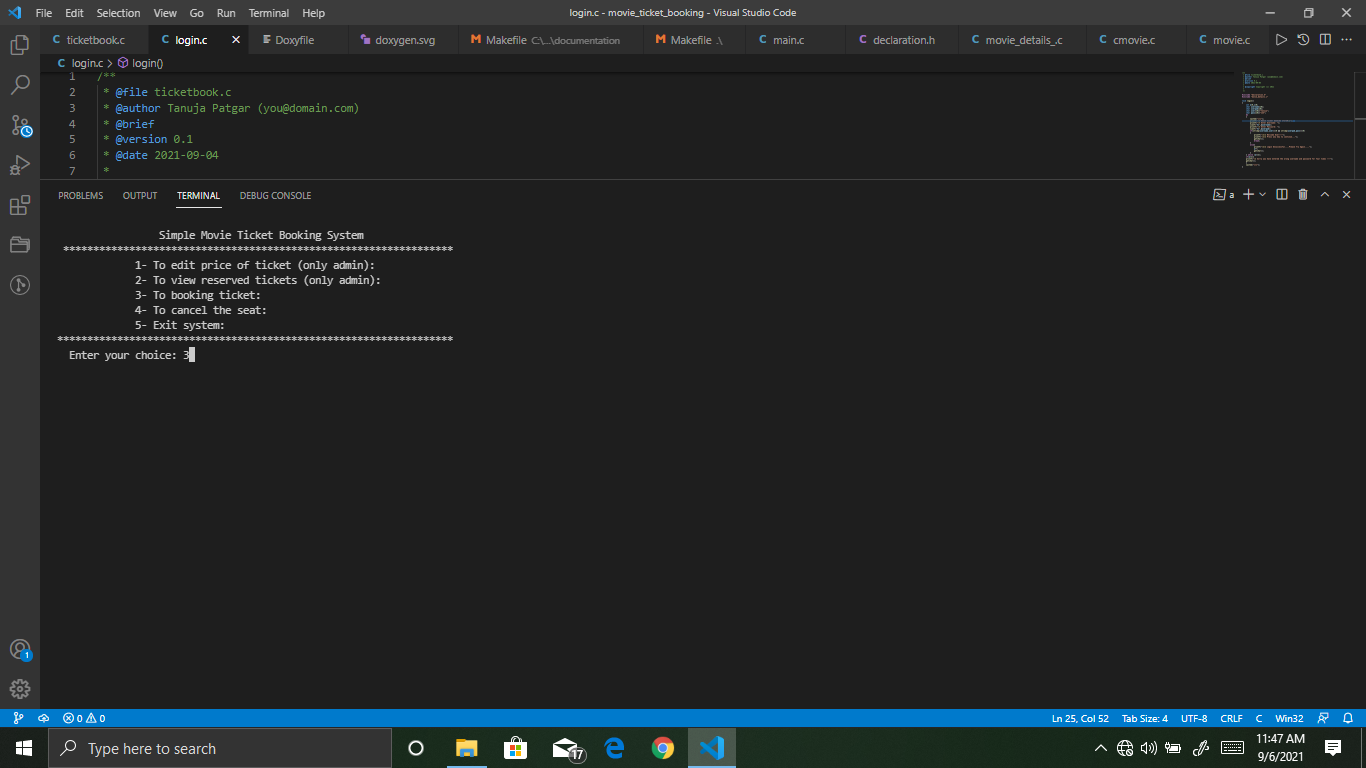 File Edit Selection View Go Run Terminal Help
login.c - movie_ticket_booking - Visual Studio Code
C ticketbook.c
C login.c
Doxyfile
doxygen.svg
M Makefile C:\...\documentation
M Makefile .\
C main.c
C declaration.h
C movie_details_.c
C cmovie.c
C movie.c
C login.c > login()
1 /**
2 * @file ticketbook.c
3 * @author Tanuja Patgar (you@domain.com)
4 * @brief
5 * @version 0.1
6 * @date 2021-09-04
7 *
PROBLEMS OUTPUT TERMINAL DEBUG CONSOLE
a
Simple Movie Ticket Booking System
*****************************************************************
1- To edit price of ticket (only admin):
2- To view reserved tickets (only admin):
3- To booking ticket:
4- To cancel the seat:
5- Exit system:
******************************************************************
Enter your choice: 3
1
0 0
Ln 25, Col 52 Tab Size: 4 UTF-8 CRLF C Win32
Type here to search
17
11:47 AM
9/6/2021